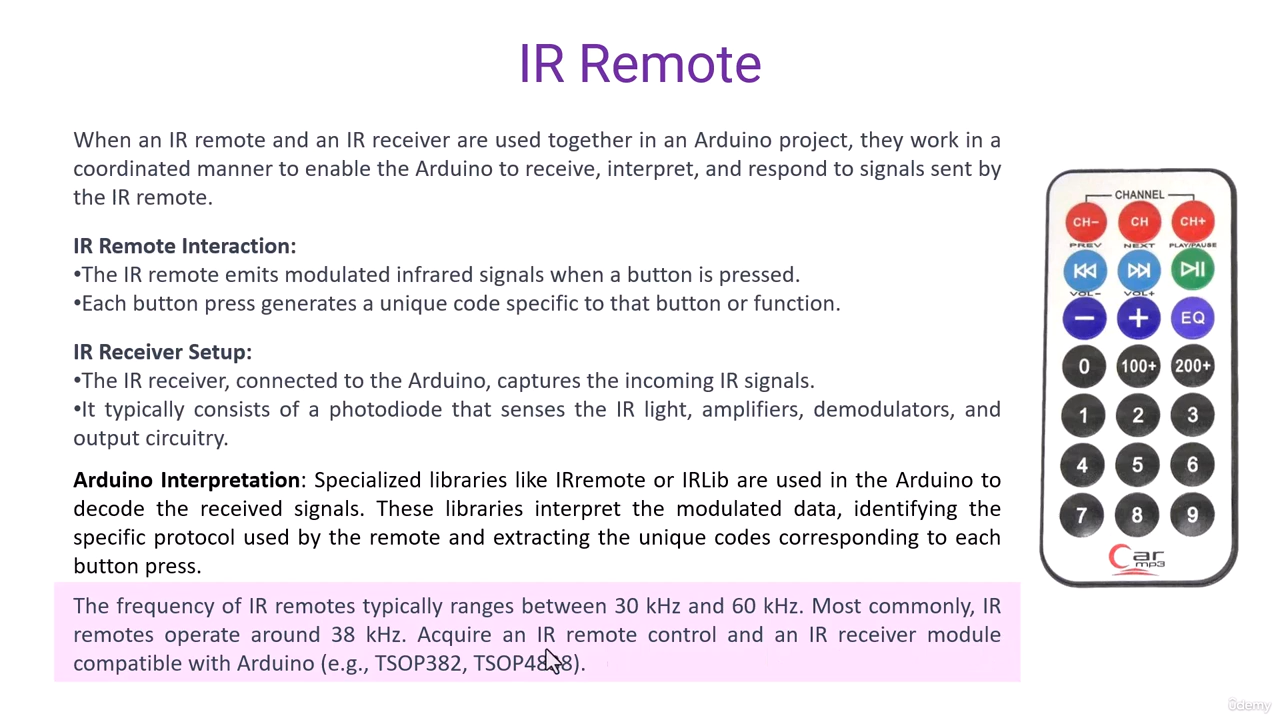 IR Remote
When an IR remote and an IR receiver are used together in an Arduino project, they work in a
coordinated manner to enable the Arduino to receive, interpret, and respond to signals sent by
the IR remote.
IR Remote Interaction:
•The IR remote emits modulated infrared signals when a button is pressed.
•Each button press generates a unique code specific to that button or function.
IR Receiver Setup:
•The IR receiver, connected to the Arduino, captures the incoming IR signals.
•It typically consists of a photodiode that senses the IR light, amplifiers, demodulators, and
output circuitry.
Arduino Interpretation: Specialized libraries like IRremote or IRLib are used in the Arduino to
decode the received signals. These libraries interpret the modulated data, identifying the
specific protocol used by the remote and extracting the unique codes corresponding to each
button press.
The frequency of IR remotes typically ranges between 30 kHz and 60 kHz. Most commonly, IR
remotes operate around 38 kHz. Acquire an IR remote control and an IR receiver module
compatible with Arduino (e.g., TSOP382,
CHANNEL
CH− CH CH+
PREV NEXT PLAY/PAUSE
VOL− VOL+
− + EQ
0 100+ 200+
1 2 3
4 5 6
7 8 9
Car
mp3
ûdemy